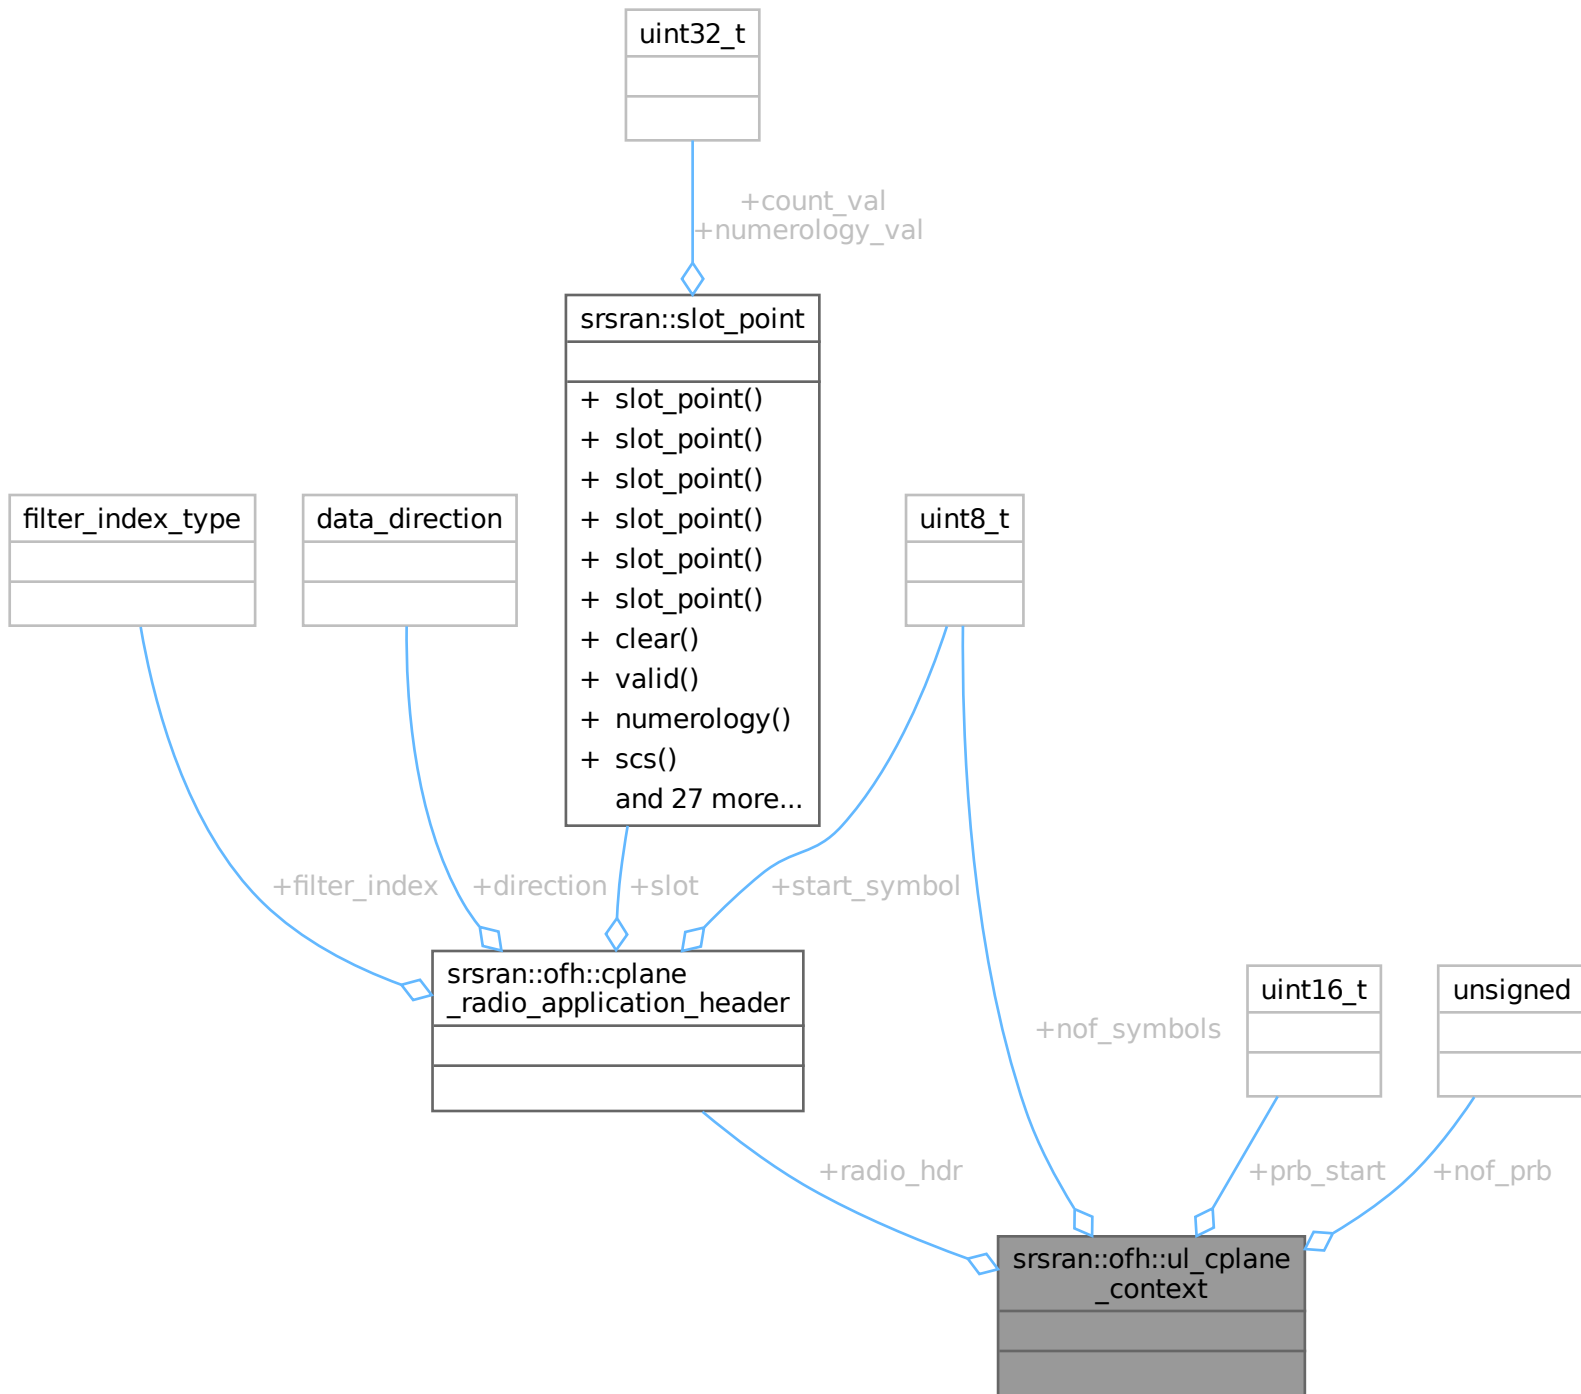 uint32_t
+count_val
+numerology_val
srsran::slot_point
+ slot_point()
+ slot_point()
+ slot_point()
+ slot_point()
+ slot_point()
+ slot_point()
+ clear()
+ valid()
+ numerology()
+ scs()
and 27 more...
filter_index_type
data_direction
uint8_t
+filter_index
+direction
+slot
+start_symbol
srsran::ofh::cplane
_radio_application_header
uint16_t
unsigned
+nof_symbols
+radio_hdr
+prb_start
+nof_prb
srsran::ofh::ul_cplane
_context